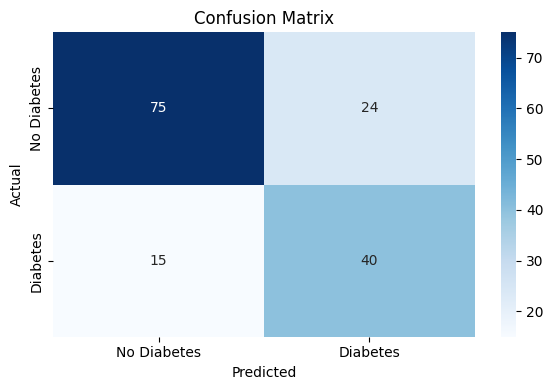 Confusion Matrix
No Diabetes
75
24
Diabetes
15
40
Actual
No Diabetes
Diabetes
Predicted
70
60
50
40
30
20